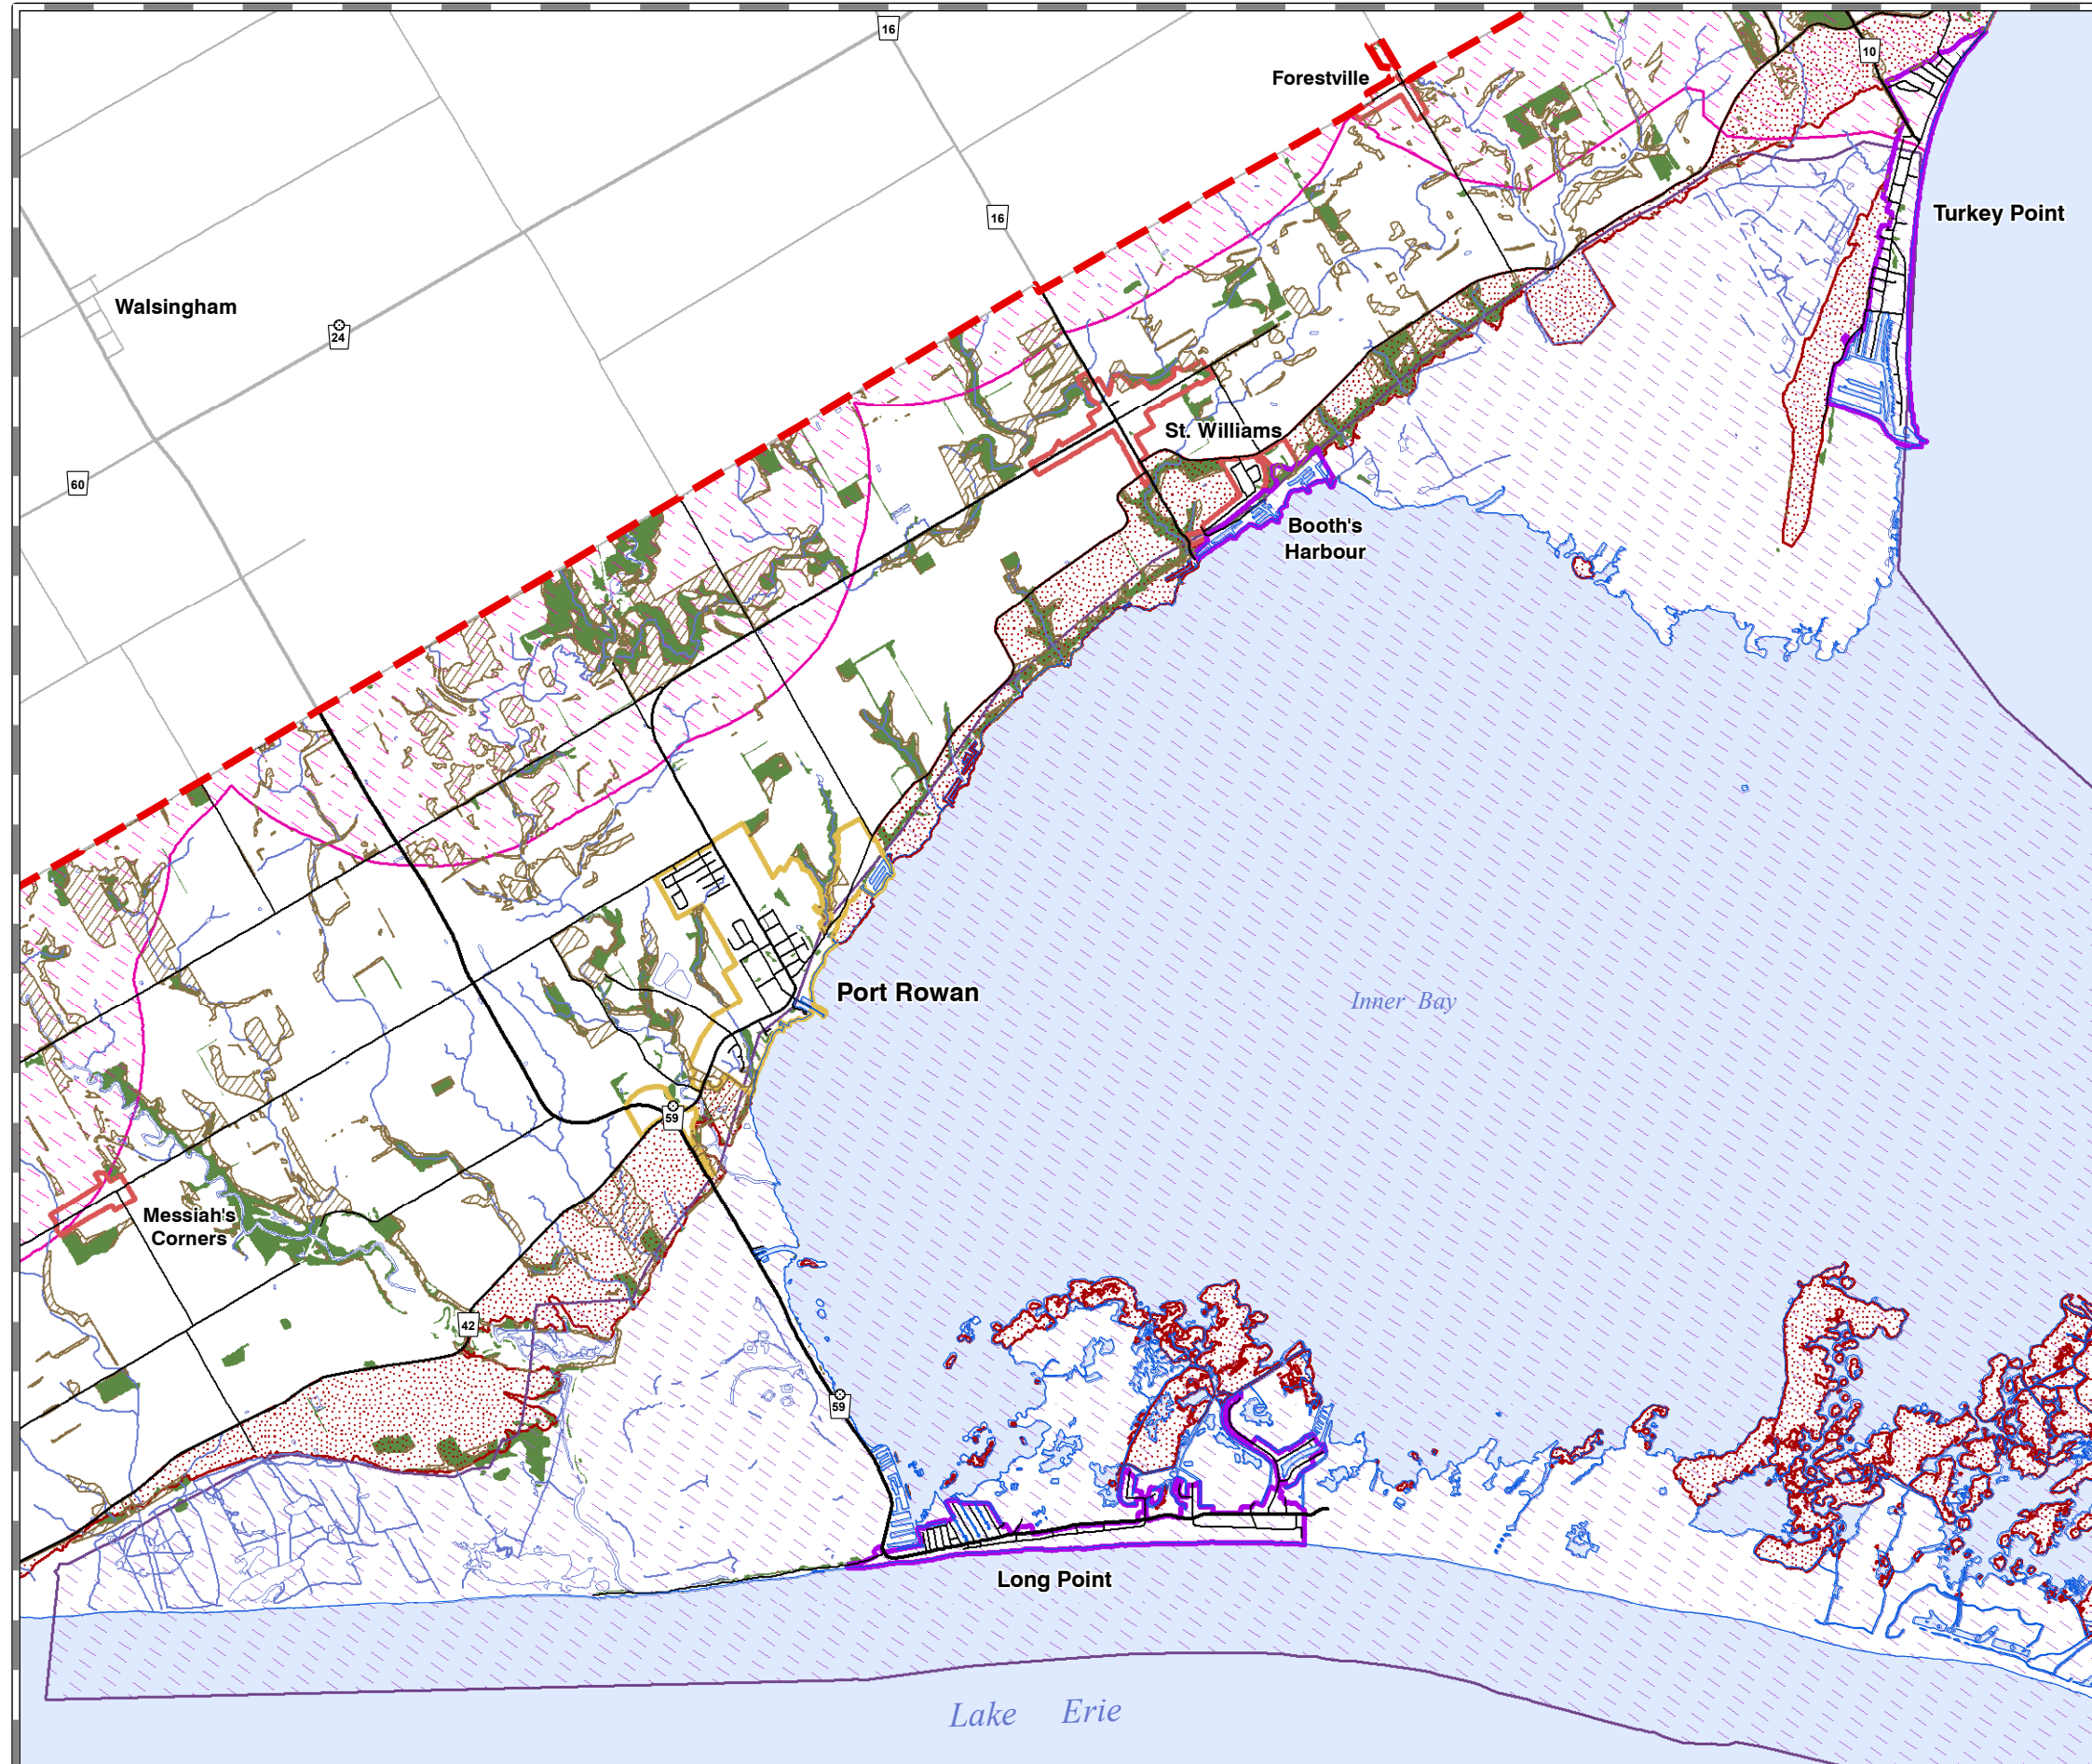 16
10
Forestville
16
Turkey Point
Walsingham
24
St. Williams
60
Booth's
Harbour
Port Rowan
Inner Bay
59
Messiah's
Corners
42
59
Long Point
Lake Erie